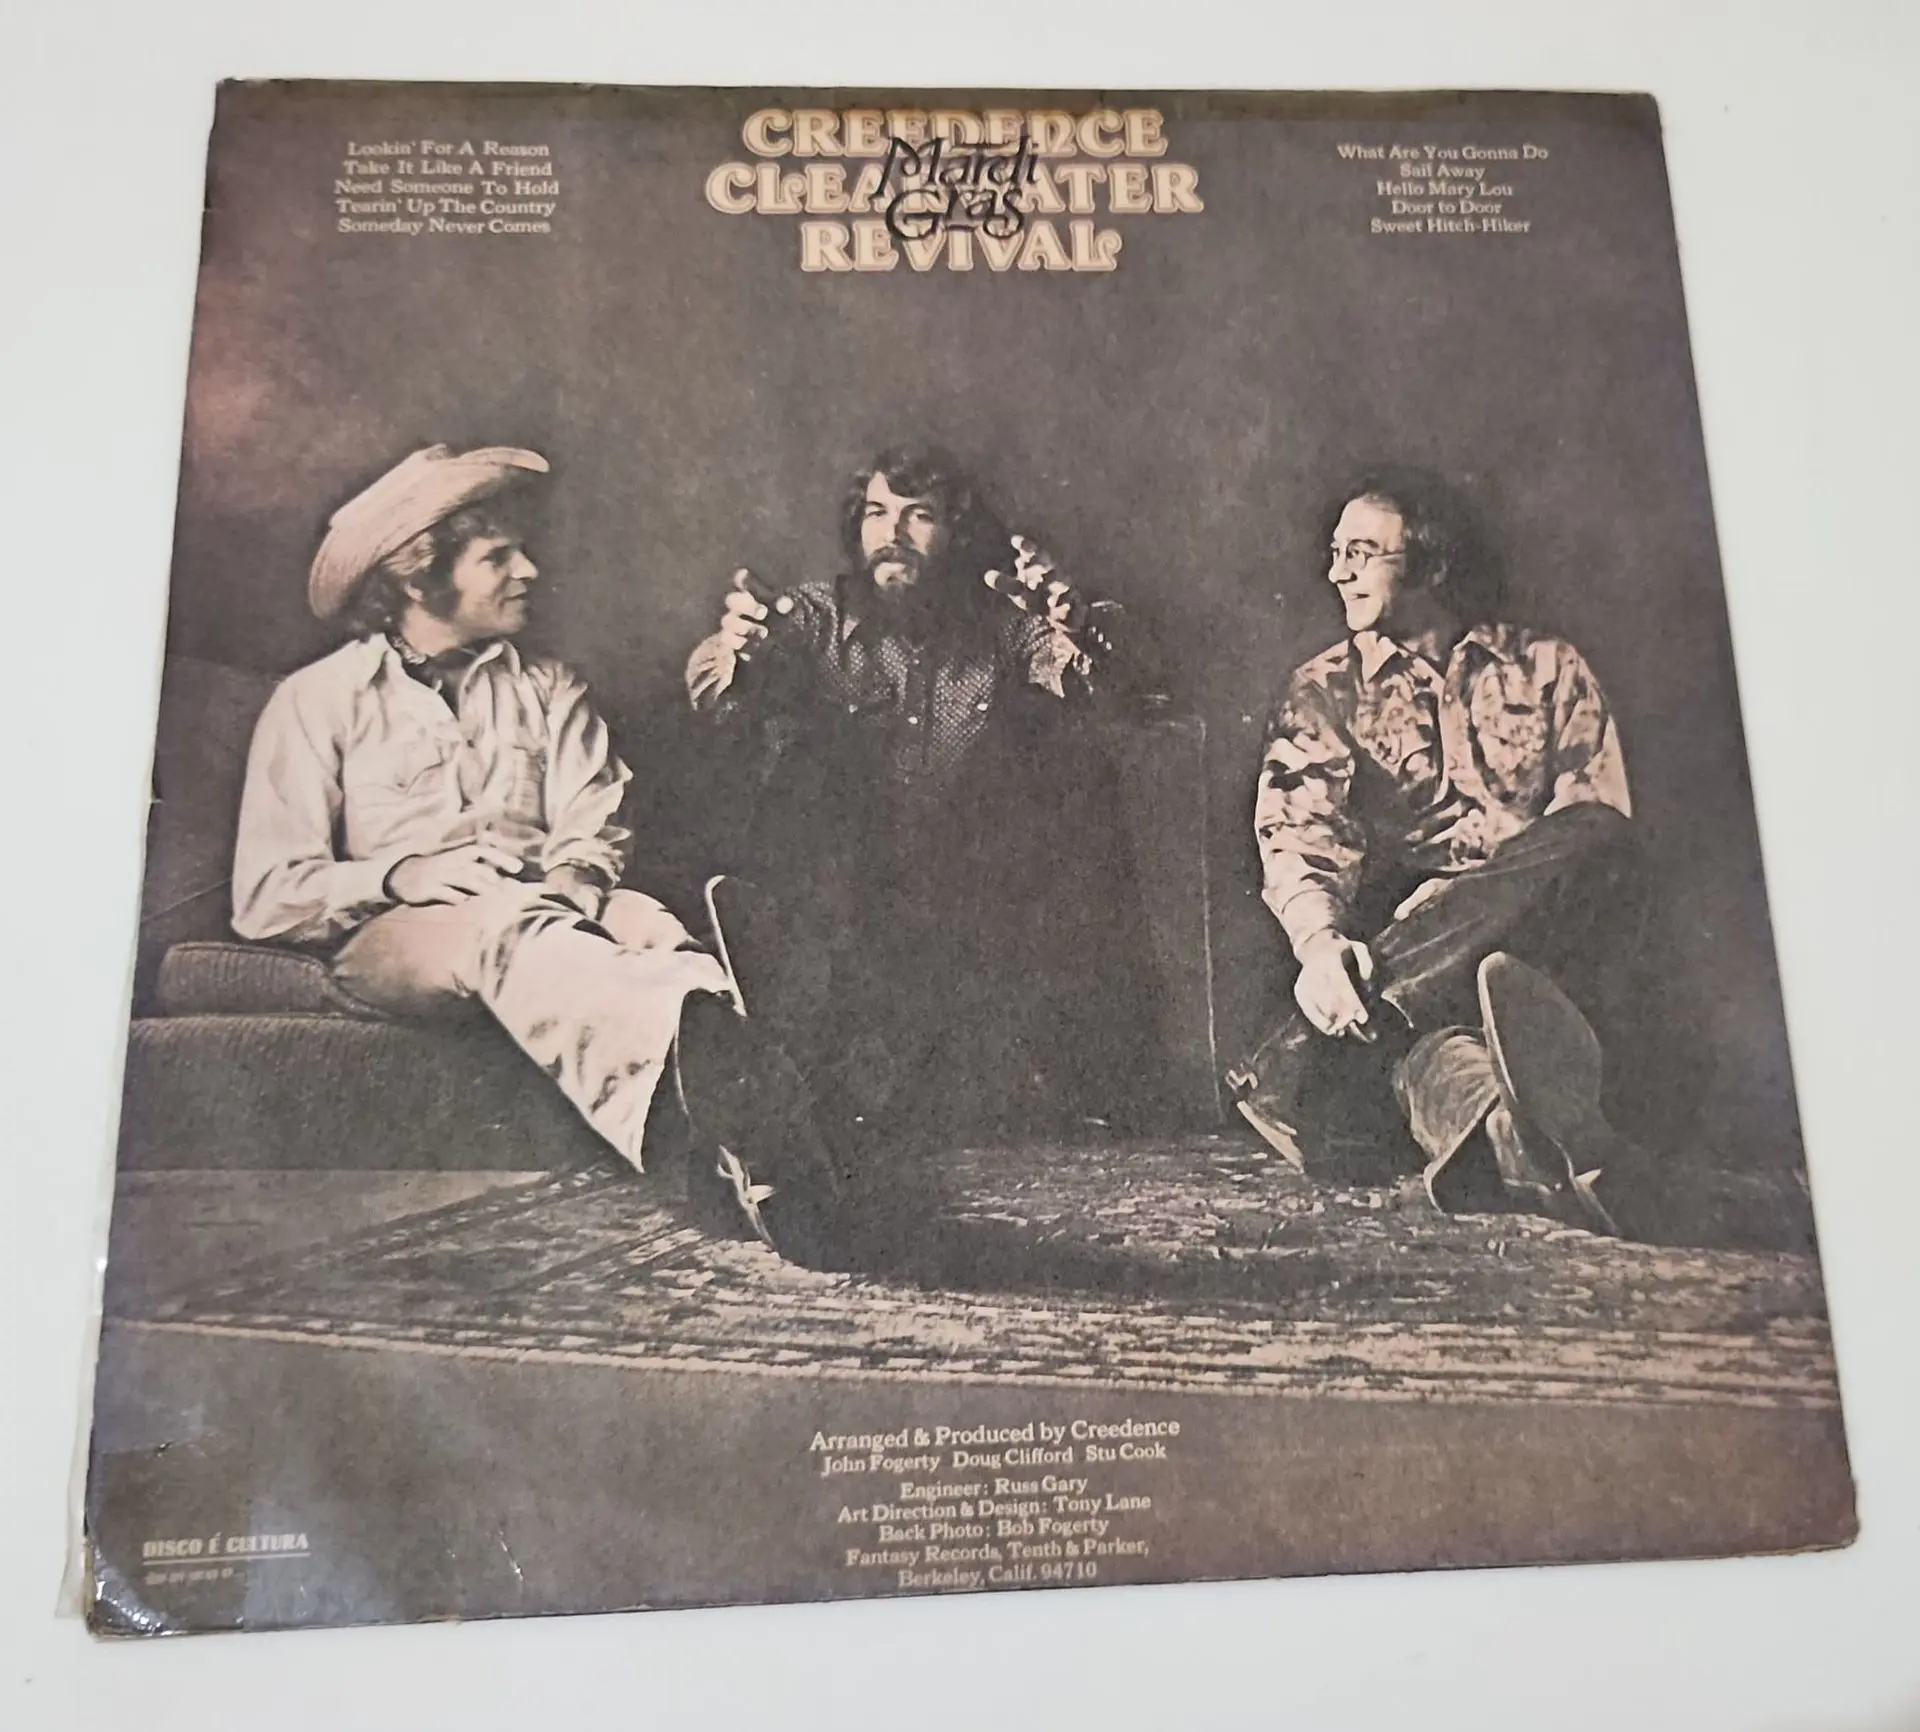 Lookin' For A Reason
Take It Like A Friend
Need Someone To Hold
Tearin' Up The Country
Someday Never Comes
CREEDENCE
CLEARWATER
REVIVAL
Mardi
Gras
What Are You Gonna Do
Sail Away
Hello Mary Lou
Door to Door
Sweet Hitch-Hiker
Arranged & Produced by Creedence
John Fogerty Doug Clifford Stu Cook
Engineer: Russ Gary
Art Direction & Design: Tony Lane
Back Photo: Bob Fogerty
Fantasy Records, Tenth & Parker,
Berkeley, Calif. 94710
DISCO É CULTURA